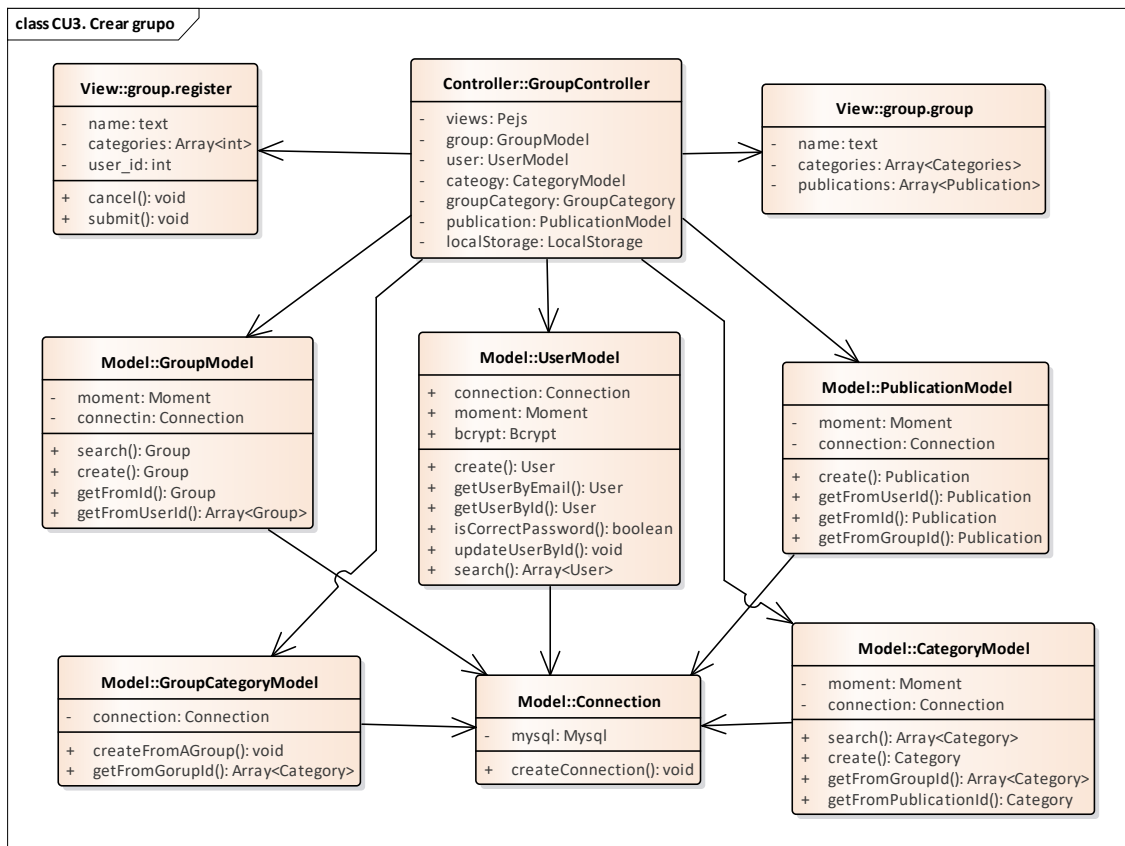 class CU3. Crear grupo
View::group.register
- name: text
- categories: Array<int>
- user_id: int
+ cancel(): void
+ submit(): void
Controller::GroupController
- views: Pejs
- group: GroupModel
- user: UserModel
- cateogy: CategoryModel
- groupCategory: GroupCategory
- publication: PublicationModel
- localStorage: LocalStorage
View::group.group
- name: text
- categories: Array<Categories>
- publications: Array<Publication>
Model::GroupModel
- moment: Moment
- connectin: Connection
+ search(): Group
+ create(): Group
+ getFromId(): Group
+ getFromUserId(): Array<Group>
Model::UserModel
+ connection: Connection
+ moment: Moment
+ bcrypt: Bcrypt
+ create(): User
+ getUserByEmail(): User
+ getUserById(): User
+ isCorrectPassword(): boolean
+ updateUserById(): void
+ search(): Array<User>
Model::PublicationModel
- moment: Moment
- connection: Connection
+ create(): Publication
+ getFromUserId(): Publication
+ getFromId(): Publication
+ getFromGroupId(): Publication
Model::GroupCategoryModel
- connection: Connection
+ createFromAGroup(): void
+ getFromGorupId(): Array<Category>
Model::Connection
- mysql: Mysql
+ createConnection(): void
Model::CategoryModel
- moment: Moment
- connection: Connection
+ search(): Array<Category>
+ create(): Category
+ getFromGroupId(): Array<Category>
+ getFromPublicationId(): Category